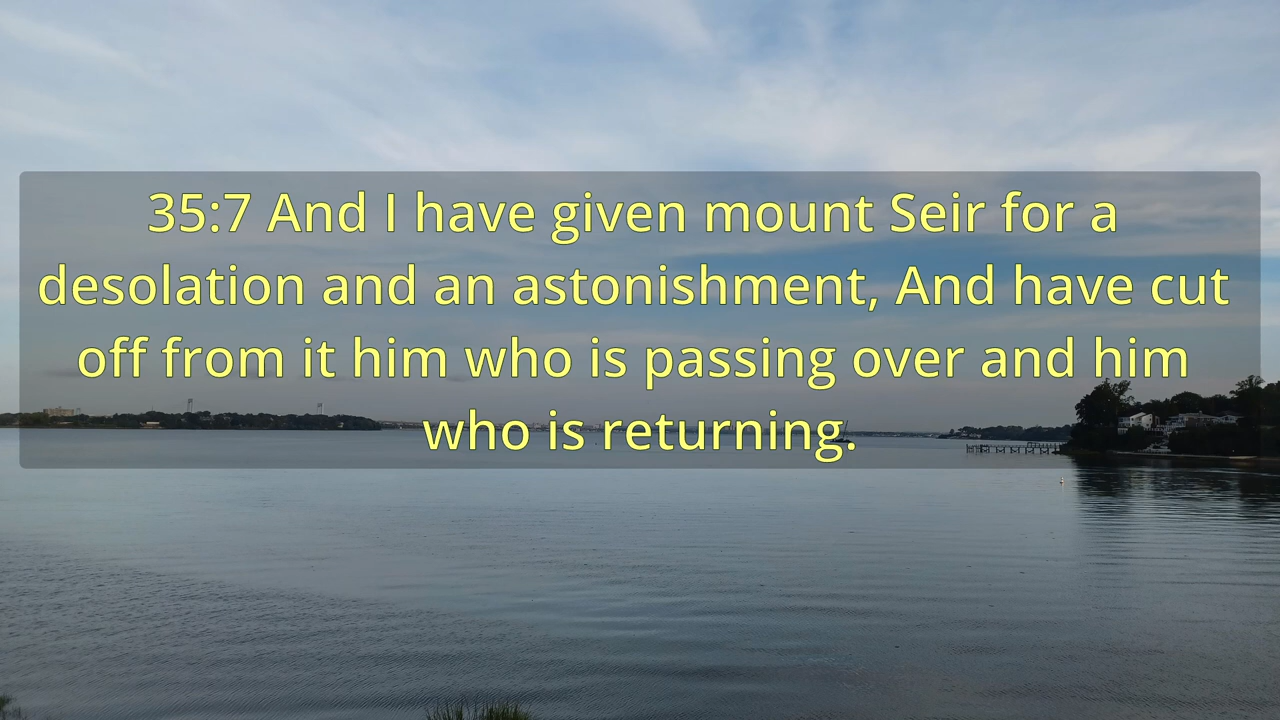 35:7 And I have given mount Seir for a
desolation and an astonishment, And have cut
off from it him who is passing over and him
who is returning.